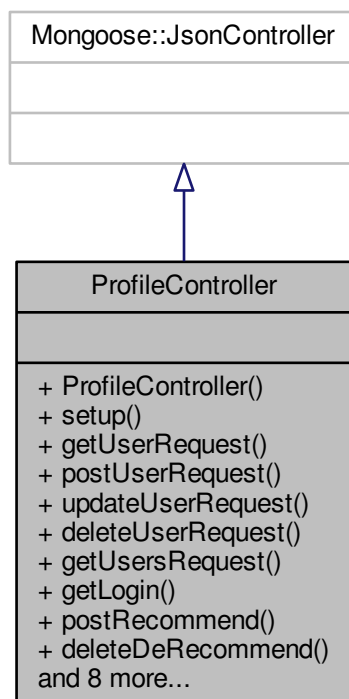 Mongoose::JsonController
ProfileController
+ ProfileController()
+ setup()
+ getUserRequest()
+ postUserRequest()
+ updateUserRequest()
+ deleteUserRequest()
+ getUsersRequest()
+ getLogin()
+ postRecommend()
+ deleteDeRecommend()
and 8 more...